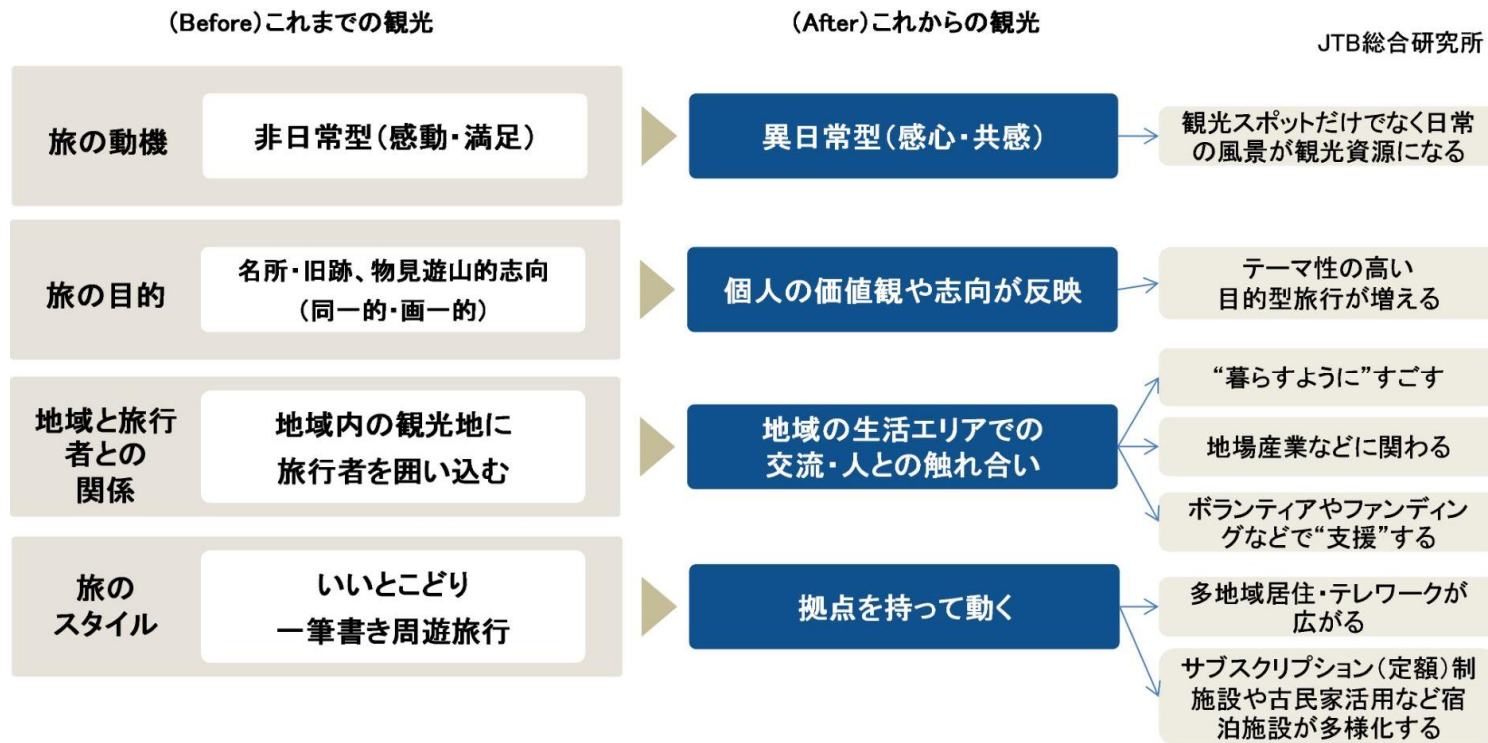 (Before)これまでの観光
(After)これからの観光
JTB総合研究所
旅の動機
非日常型(感動・満足)
異日常型(感心・共感)
観光スポットだけでなく日常
の風景が観光資源になる
旅の目的
名所・旧跡、物見遊山的志向
(同一的・画一的)
個人の価値観や志向が反映
テーマ性の高い
目的型旅行が増える
地域と旅行
者との
関係
地域内の観光地に
旅行者を囲い込む
地域の生活エリアでの
交流・人との触れ合い
“暮らすように”すごす
地場産業などに関わる
ボランティアやファンディン
グなどで“支援”する
旅の
スタイル
いいとこどり
一筆書き周遊旅行
拠点を持って動く
多地域居住・テレワークが
広がる
サブスクリプション(定額)制
施設や古民家活用など宿
泊施設が多様化する